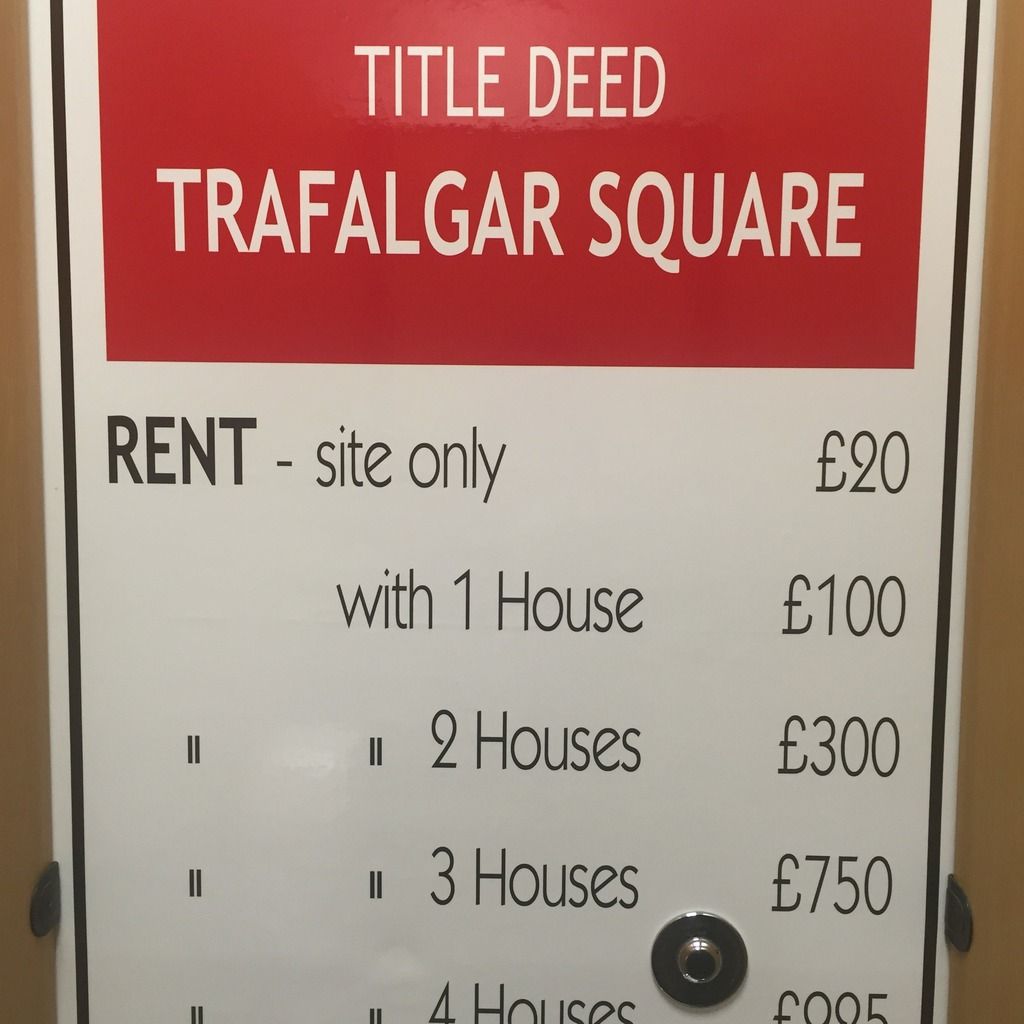 TITLE DEED
TRAFALGAR SQUARE
RENT - site only £20
with 1 House £100
" " 2 Houses £300
" " 3 Houses £750
" " 4 Houses £925